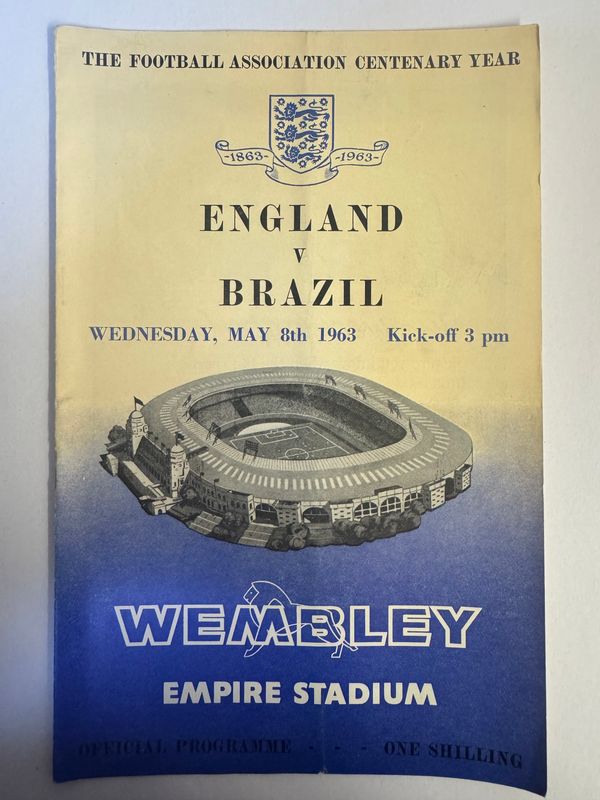 THE FOOTBALL ASSOCIATION CENTENARY YEAR
-1863- -1963-
ENGLAND
v
BRAZIL
WEDNESDAY, MAY 8th 1963 Kick-off 3 pm
WEMBLEY
EMPIRE STADIUM
OFFICIAL PROGRAMME - - - ONE SHILLING